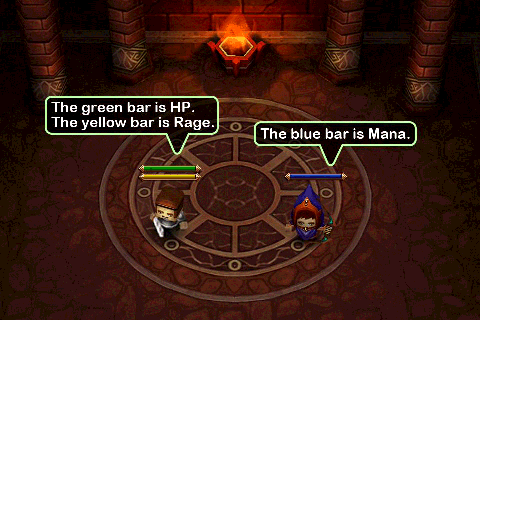 The green bar is HP.
The yellow bar is Rage.
The blue bar is Mana.